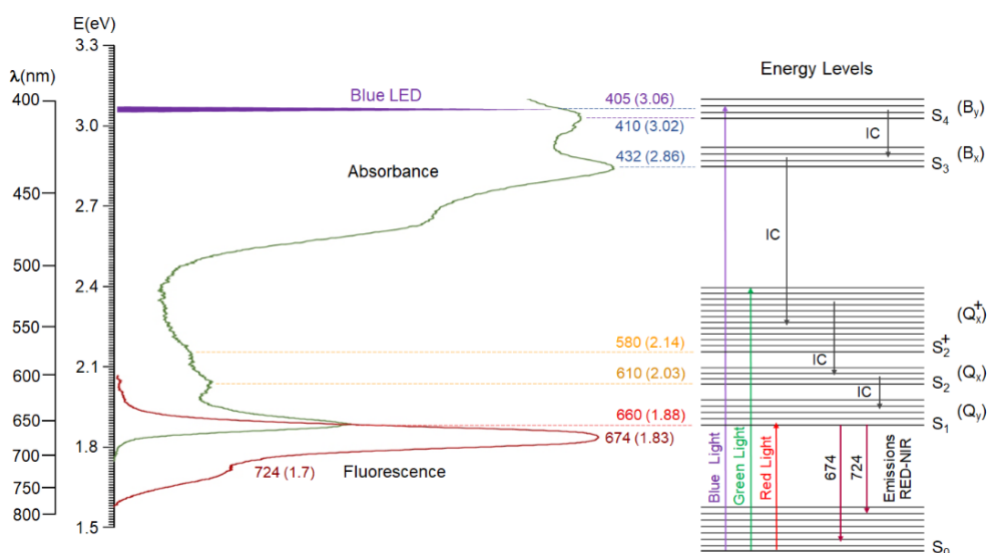 E(eV)
3.3
λ(nm)
400
3.0
450
2.7
500
2.4
550
2.1
600
650
1.8
700
750
800
1.5
Blue LED
Absorbance
Fluorescence
405 (3.06)
410 (3.02)
432 (2.86)
580 (2.14)
610 (2.03)
660 (1.88)
674 (1.83)
724 (1.7)
Energy Levels
S4 (By)
IC
S3 (Bx)
IC
(Qx+)
S2+
IC
(Qx)
S2
IC
(Qy)
S1
Blue Light
Green Light
Red Light
674
724
Emissions
RED-NIR
S0